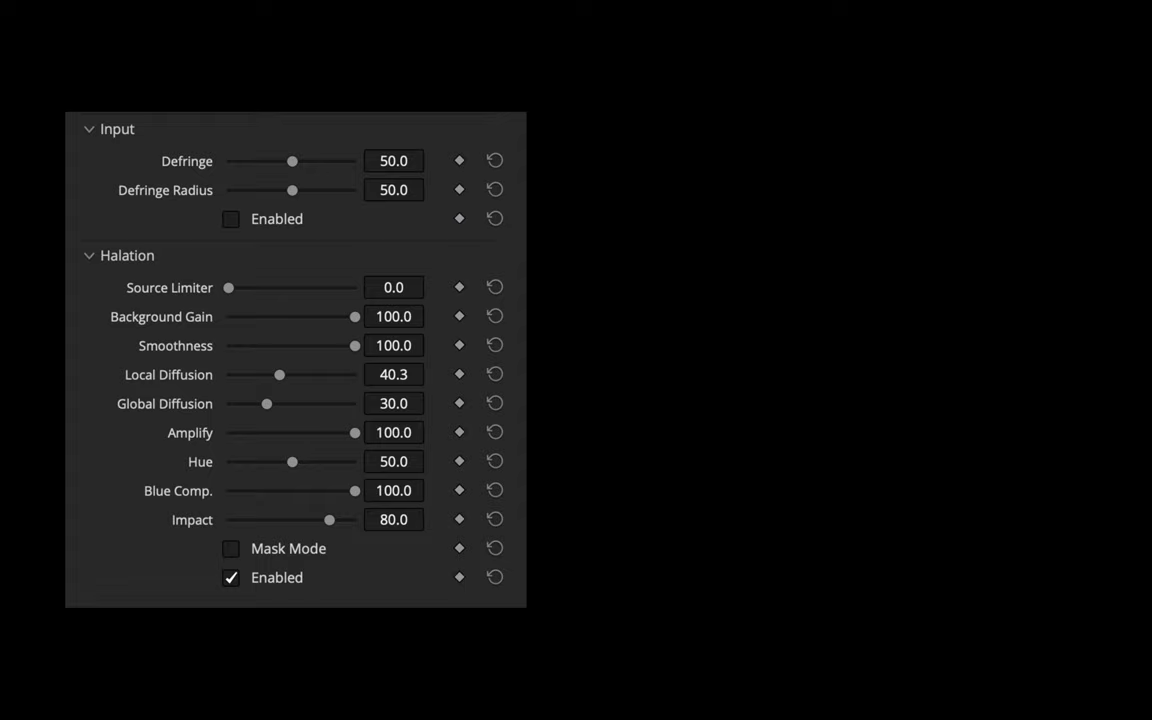 Input
Defringe 50.0
Defringe Radius 50.0
Enabled
Halation
Source Limiter 0.0
Background Gain 100.0
Smoothness 100.0
Local Diffusion 40.3
Global Diffusion 30.0
Amplify 100.0
Hue 50.0
Blue Comp. 100.0
Impact 80.0
Mask Mode
Enabled